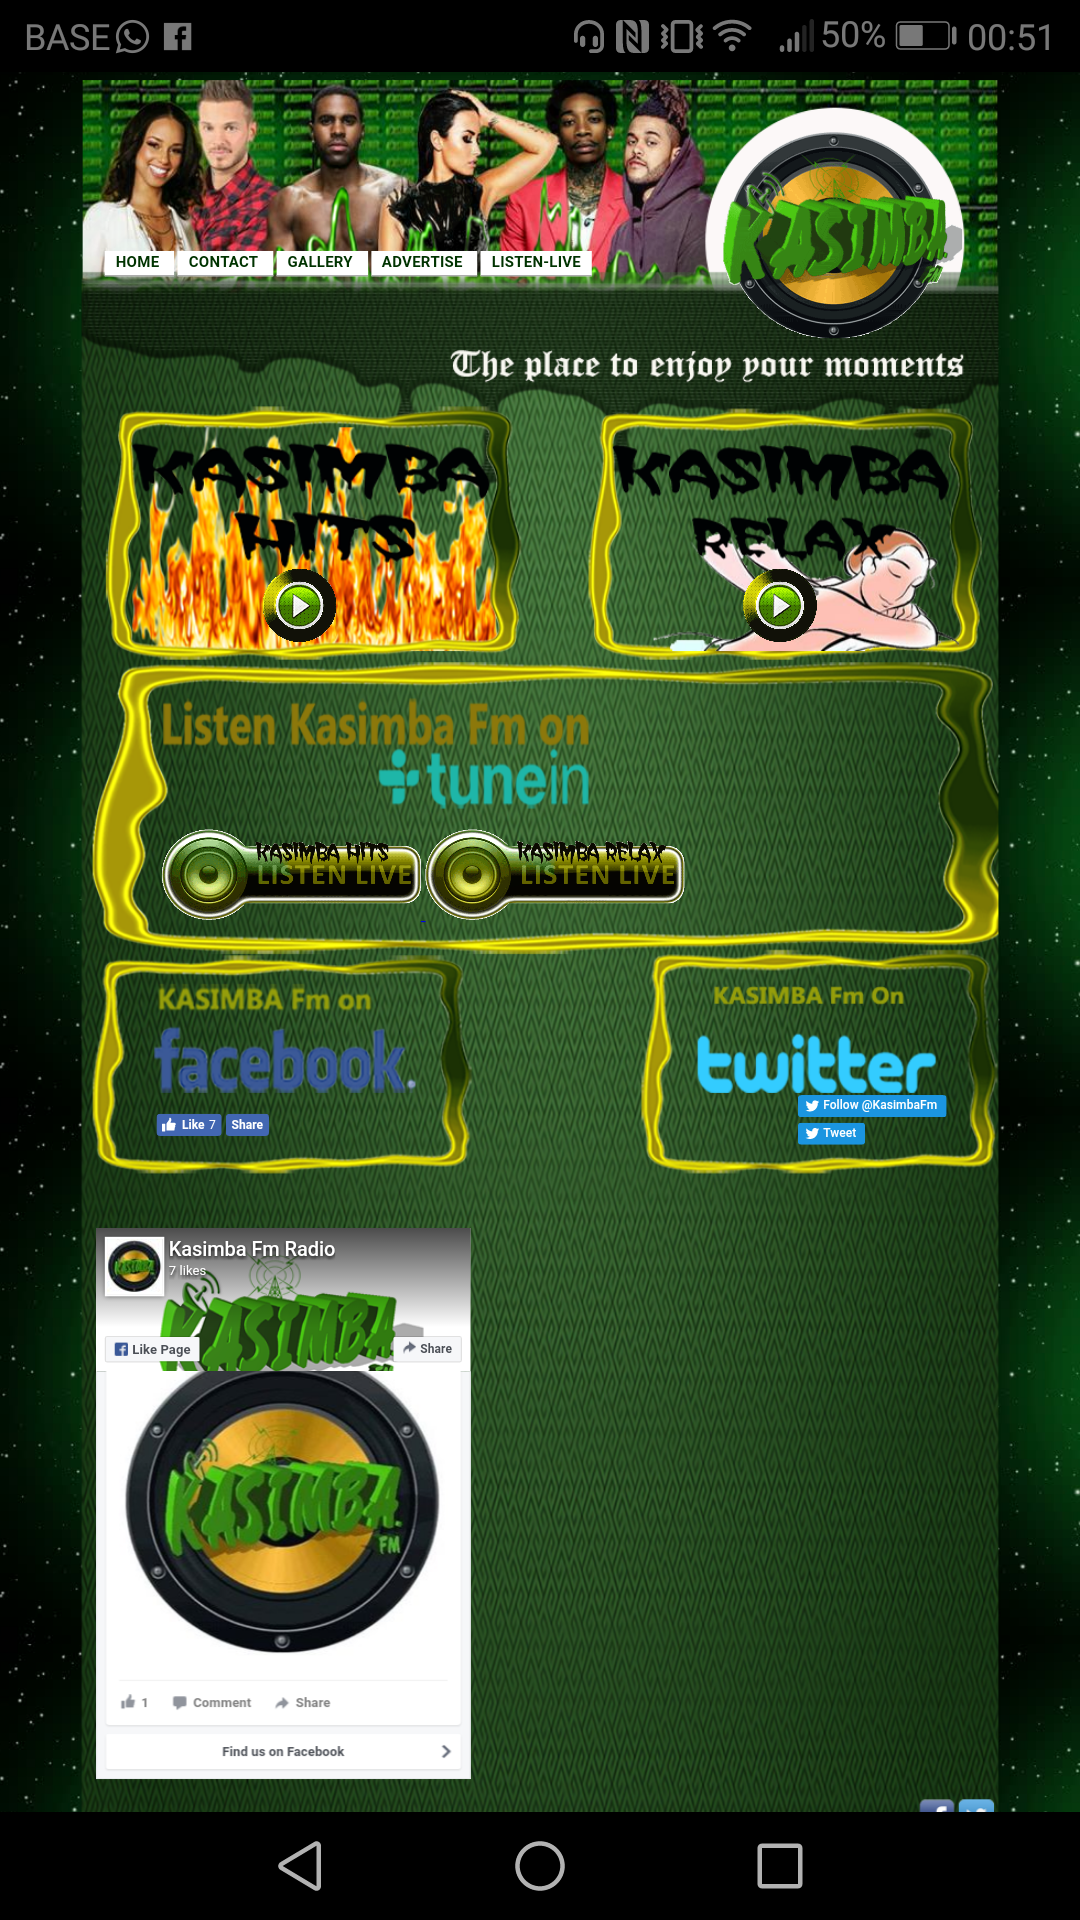 BASE 50% 00:51
KASIMBA FM
HOME CONTACT GALLERY ADVERTISE LISTEN-LIVE
The place to enjoy your moments
KASIMBA HITS
KASIMBA RELAX
Listen Kasimba Fm on
tunein
KASIMBA HITS
LISTEN LIVE
KASIMBA RELAX
LISTEN LIVE
KASIMBA Fm on
facebook.
Like 7 Share
KASIMBA Fm On
twitter
Follow @KasimbaFm
Tweet
KASIMBA
Kasimba Fm Radio
7 likes
KASIMBA
Like Page Share
KASIMBA
FM
1 Comment Share
Find us on Facebook